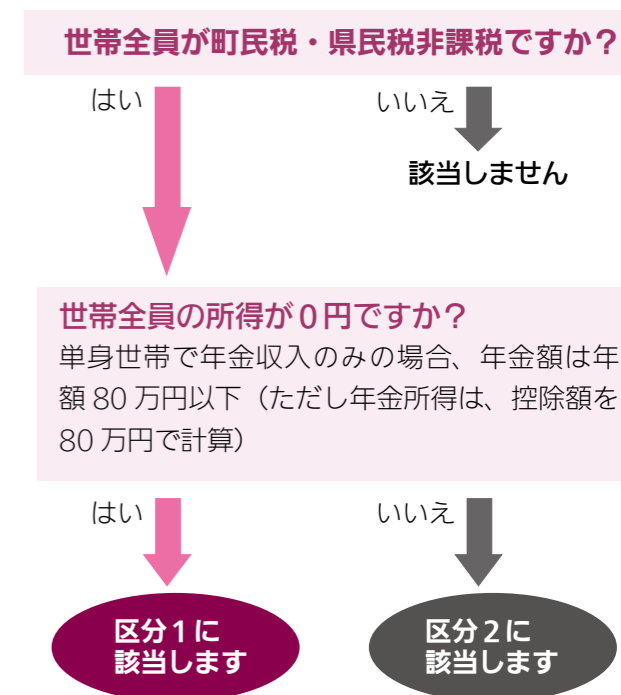 世帯全員が町民税・県民税非課税ですか？
はい
いいえ
該当しません
世帯全員の所得が０円ですか？
単身世帯で年金収入のみの場合、年金額は年
額 80 万円以下（ただし年金所得は、控除額を
80 万円で計算）
はい
いいえ
区分１に
該当します
区分２に
該当します